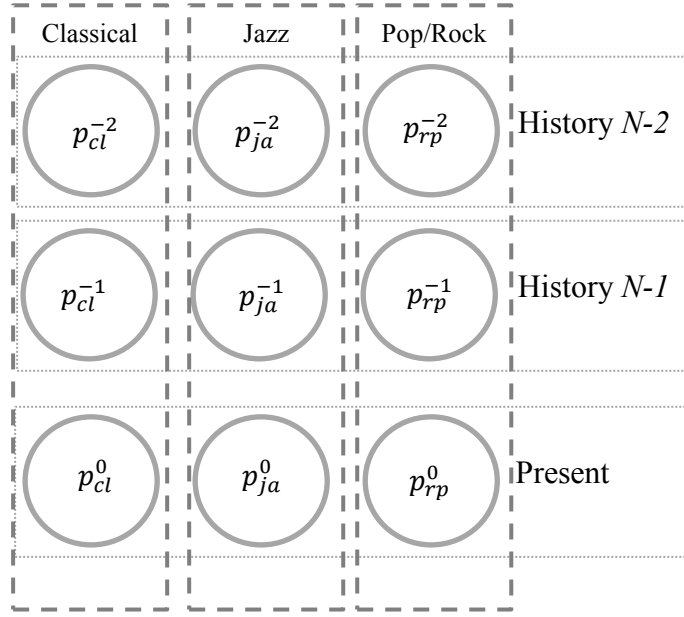 Classical Jazz Pop/Rock
p_{cl}^{-2} p_{ja}^{-2} p_{rp}^{-2} History N-2
p_{cl}^{-1} p_{ja}^{-1} p_{rp}^{-1} History N-1
p_{cl}^{0} p_{ja}^{0} p_{rp}^{0} Present